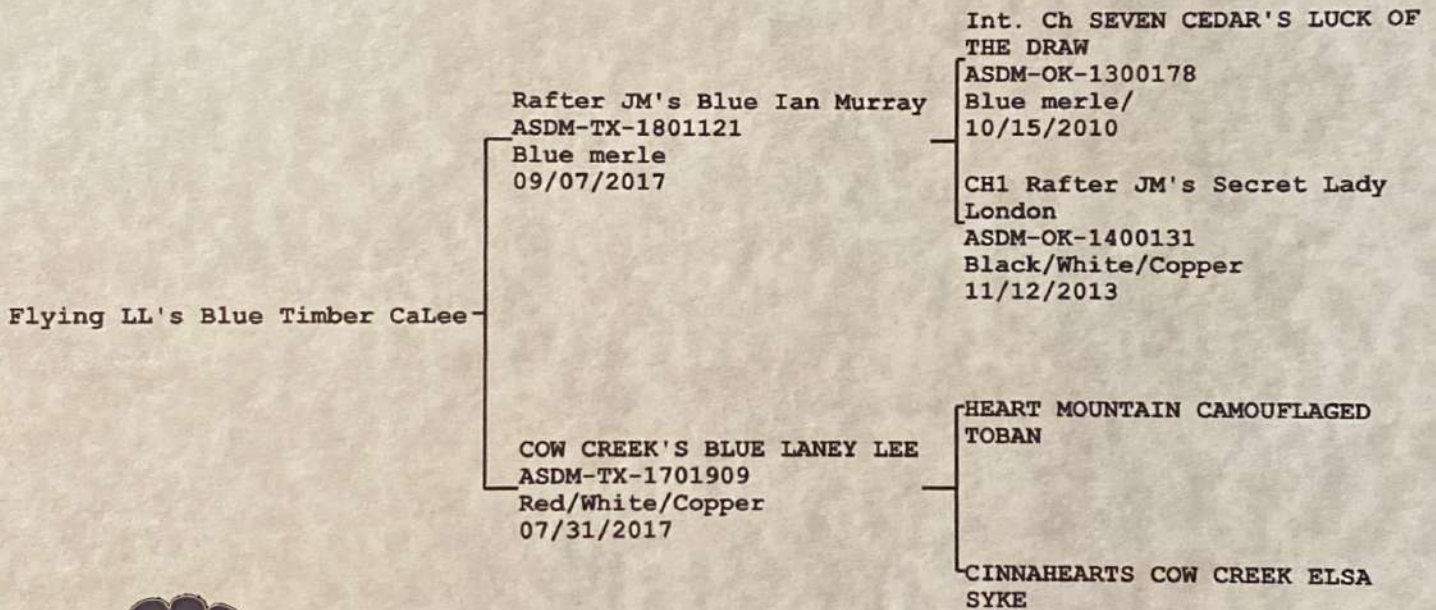 Int. Ch SEVEN CEDAR'S LUCK OF
THE DRAW
ASDM-OK-1300178
Blue merle/
10/15/2010
Rafter JM's Blue Ian Murray
ASDM-TX-1801121
Blue merle
09/07/2017
CH1 Rafter JM's Secret Lady
London
ASDM-OK-1400131
Black/White/Copper
11/12/2013
Flying LL's Blue Timber CaLee
HEART MOUNTAIN CAMOUFLAGED
TOBAN
COW CREEK'S BLUE LANEY LEE
ASDM-TX-1701909
Red/White/Copper
07/31/2017
CINNAHEARTS COW CREEK ELSA
SYKE